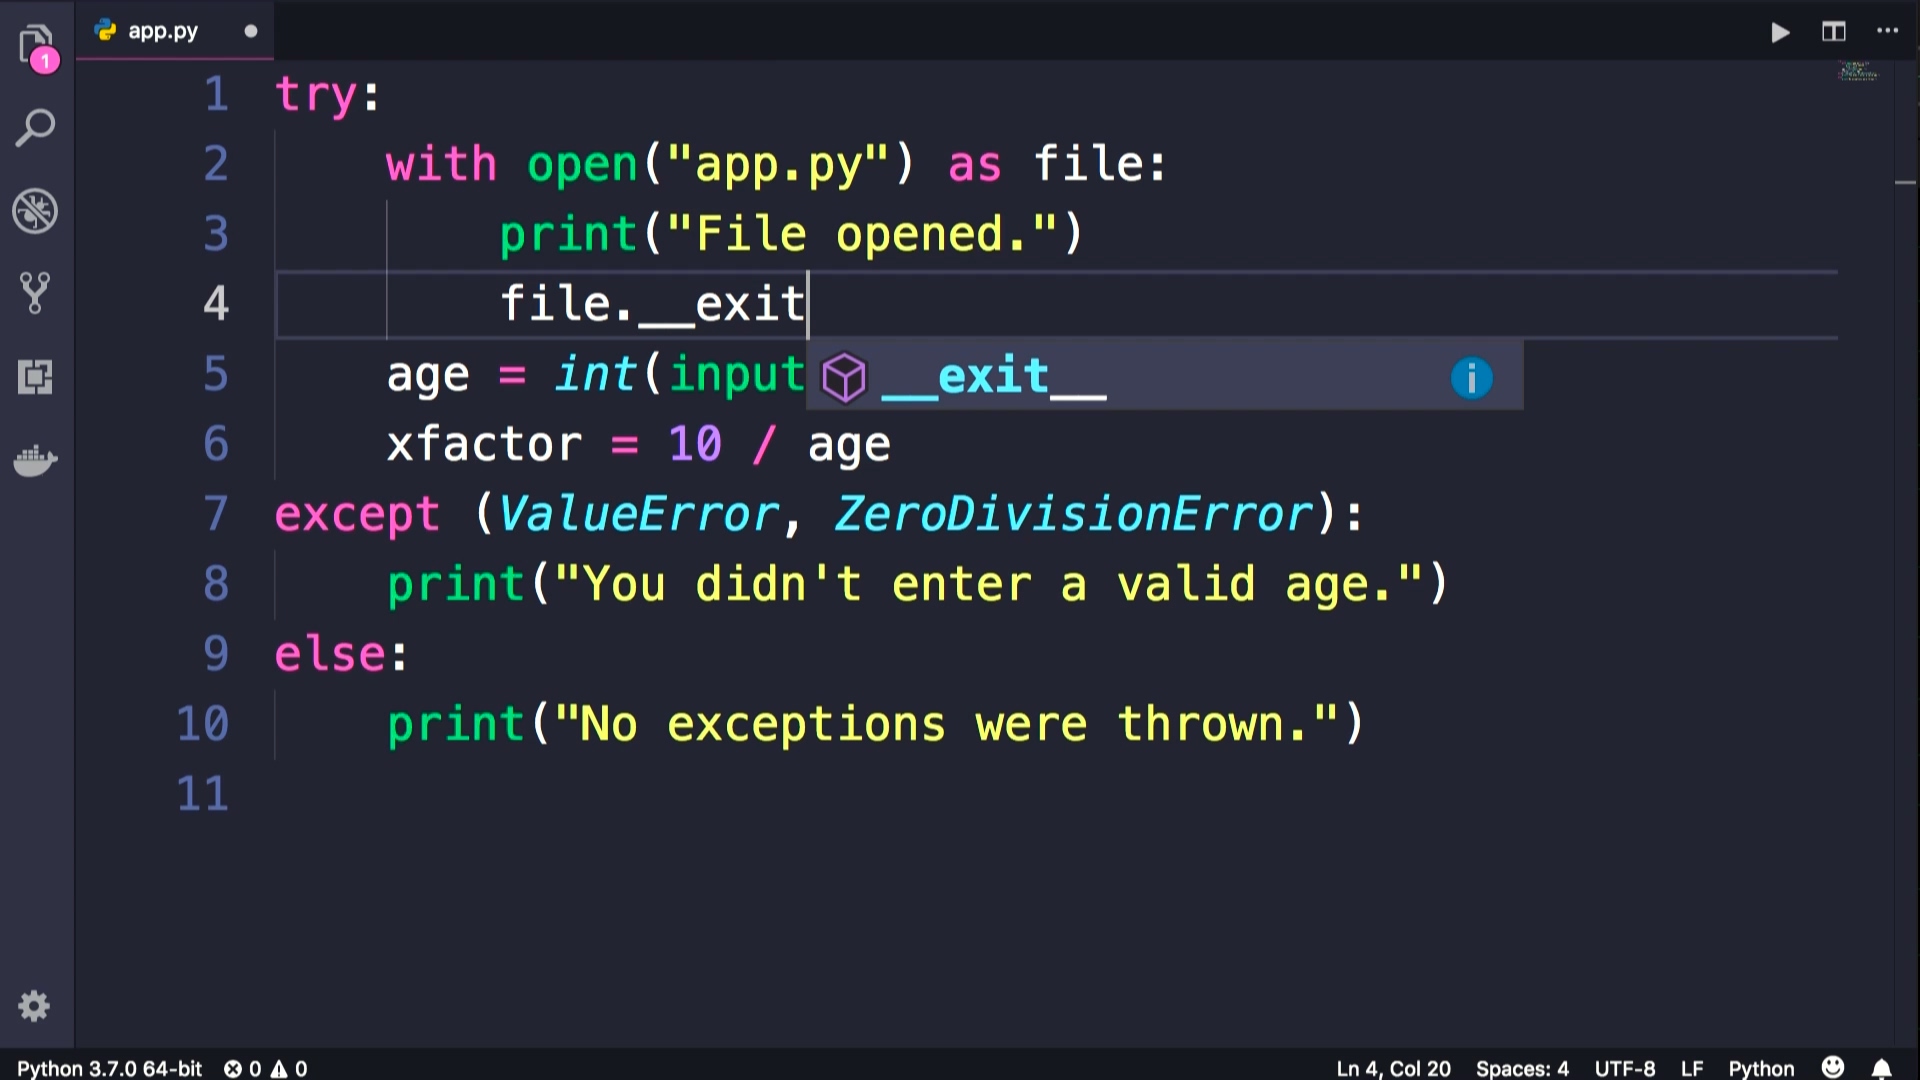 1
app.py
1 try:
2 with open("app.py") as file:
3 print("File opened.")
4 file.__exit
5 age = int(input
__exit__
6 xfactor = 10 / age
7 except (ValueError, ZeroDivisionError):
8 print("You didn't enter a valid age.")
9 else:
10 print("No exceptions were thrown.")
11
Python 3.7.0 64-bit 0 0 Ln 4, Col 20 Spaces: 4 UTF-8 LF Python